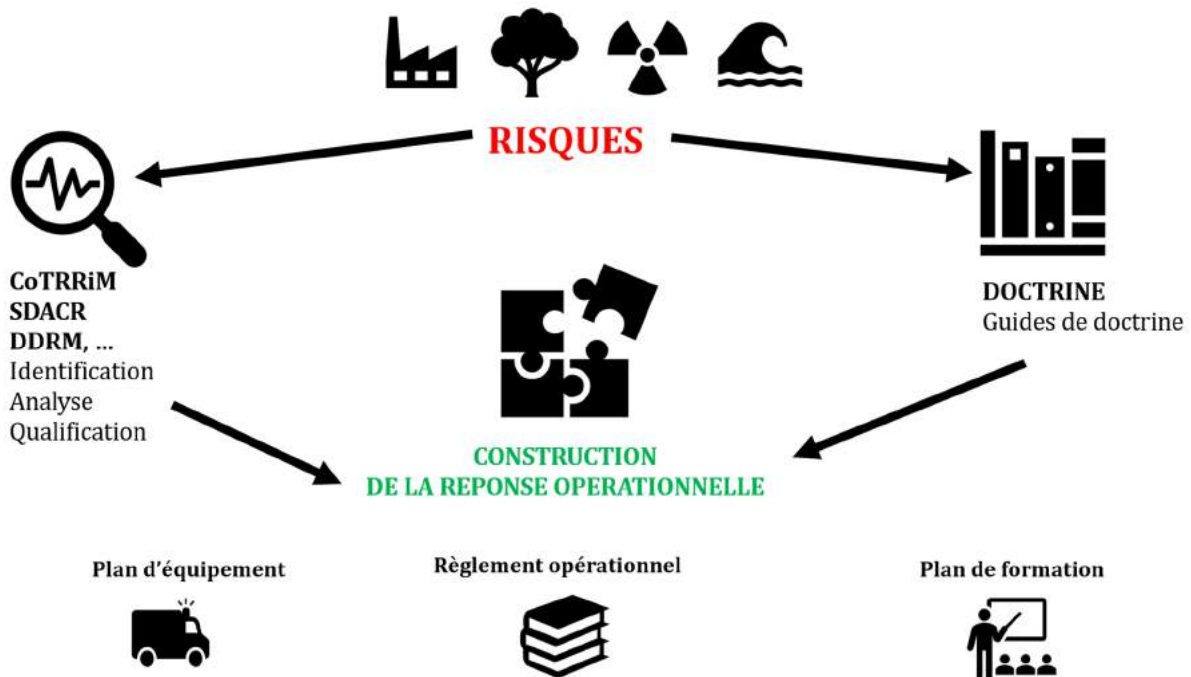 RISQUES
CoTRRiM
SDACR
DDRM, ...
Identification
Analyse
Qualification
DOCTRINE
Guides de doctrine
CONSTRUCTION
DE LA REPONSE OPERATIONNELLE
Plan d'équipement
Règlement opérationnel
Plan de formation